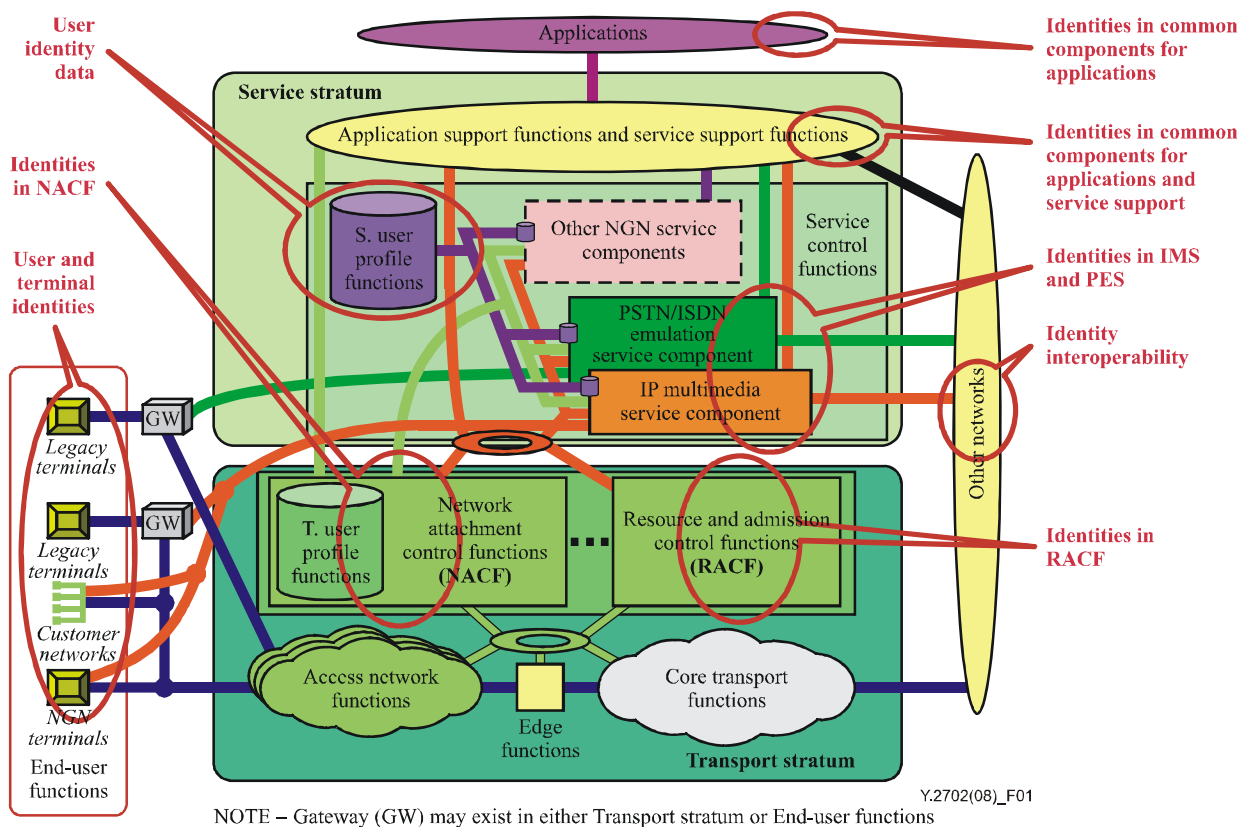 User
identity
data
Applications
Identities in common
components for
applications
Service stratum
Application support functions and service support functions
Identities in common
components for
applications and
service support
Identities
in NACF
S. user
profile
functions
Other NGN service
components
Service
control
functions
User and
terminal
identities
Identities in IMS
and PES
PSTN/ISDN
emulation
service component
Identity
interoperability
IP multimedia
service component
GW
Legacy
terminals
Other networks
GW
Legacy
terminals
T. user
profile
functions
Network
attachment
control functions
(NACF)
Resource and admission
control functions
(RACF)
Identities in
RACF
Customer
networks
NGN
terminals
End-user
functions
Access network
functions
Edge
functions
Core transport
functions
Transport stratum
Y.2702(08)_F01
NOTE – Gateway (GW) may exist in either Transport stratum or End-user functions